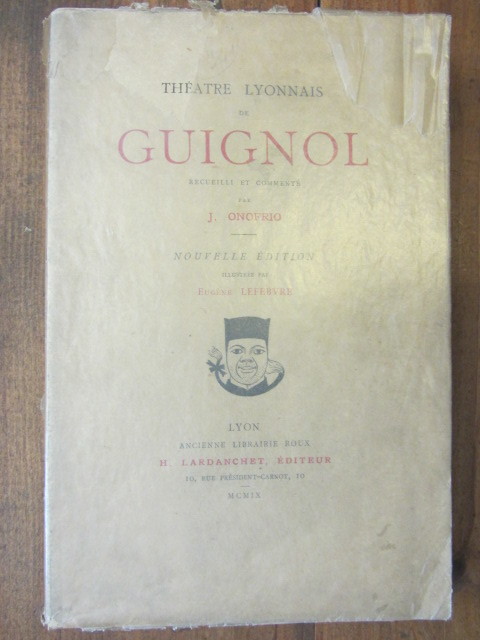 THÉATRE LYONNAIS
DE
GUIGNOL
RECUEILLI ET COMMENTÉ
PAR
J. ONOFRIO
NOUVELLE ÉDITION
ILLUSTRÉE PAR
EUGÈNE LEFEBVRE
LYON
ANCIENNE LIBRAIRIE ROUX
H. LARDANCHET, ÉDITEUR
10, RUE PRÉSIDENT-CARNOT, 10
MCMIX